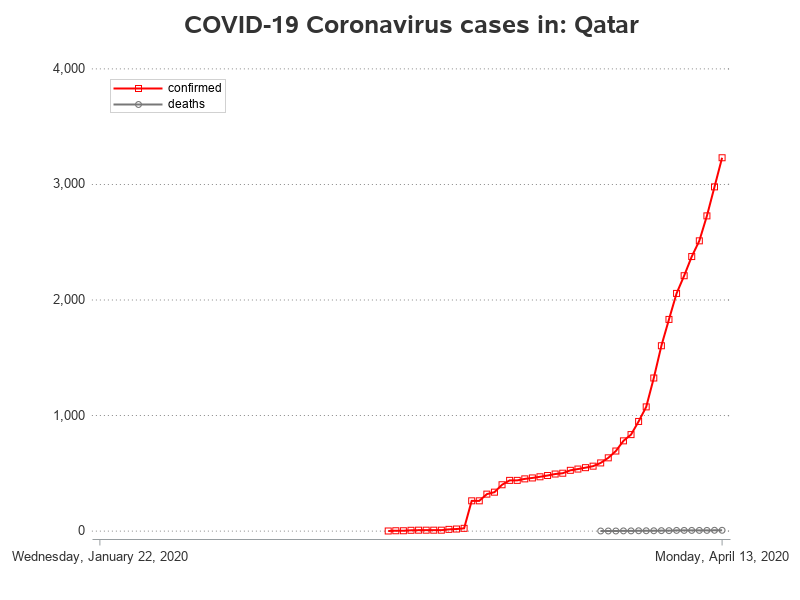 COVID-19 Coronavirus cases in: Qatar
4,000
confirmed
deaths
3,000
2,000
1,000
0
Wednesday, January 22, 2020
Monday, April 13, 2020